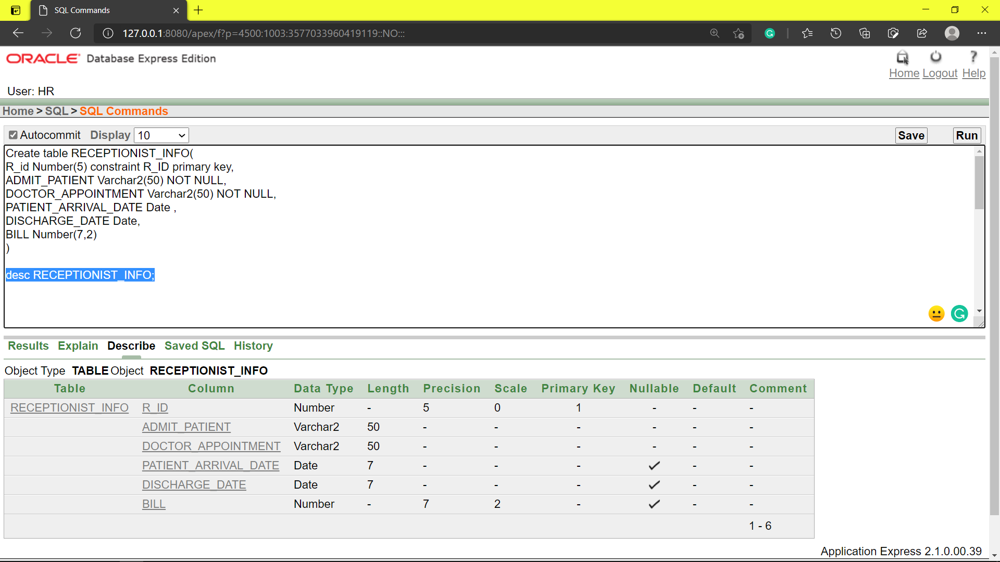 SQL Commands
127.0.0.1:8080/apex/f?p=4500:1003:3577033960419119::NO:::
ORACLE Database Express Edition
Home Logout Help
User: HR
Home > SQL > SQL Commands
Autocommit Display 10 Save Run
Create table RECEPTIONIST_INFO(
R_id Number(5) constraint R_ID primary key,
ADMIT_PATIENT Varchar2(50) NOT NULL,
DOCTOR_APPOINTMENT Varchar2(50) NOT NULL,
PATIENT_ARRIVAL_DATE Date ,
DISCHARGE_DATE Date,
BILL Number(7,2)
)
desc RECEPTIONIST_INFO;
Results Explain Describe Saved SQL History
Object Type TABLE Object RECEPTIONIST_INFO
Table Column Data Type Length Precision Scale Primary Key Nullable Default Comment
RECEPTIONIST_INFO R_ID Number - 5 0 1 - - -
ADMIT_PATIENT Varchar2 50 - - - - - -
DOCTOR_APPOINTMENT Varchar2 50 - - - - - -
PATIENT_ARRIVAL_DATE Date 7 - - - ✓ - -
DISCHARGE_DATE Date 7 - - - ✓ - -
BILL Number - 7 2 - ✓ - -
1 - 6
Application Express 2.1.0.00.39